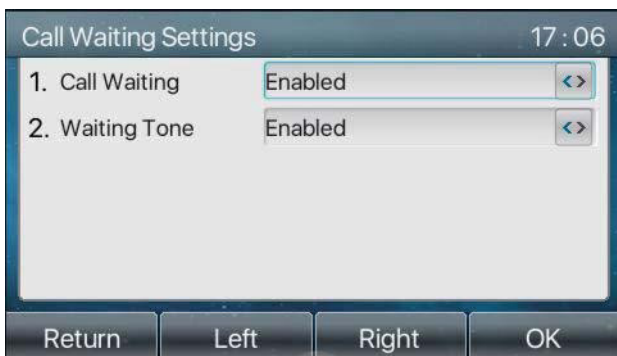 Call Waiting Settings 17:06
1. Call Waiting Enabled <>
2. Waiting Tone Enabled <>
Return Left Right OK